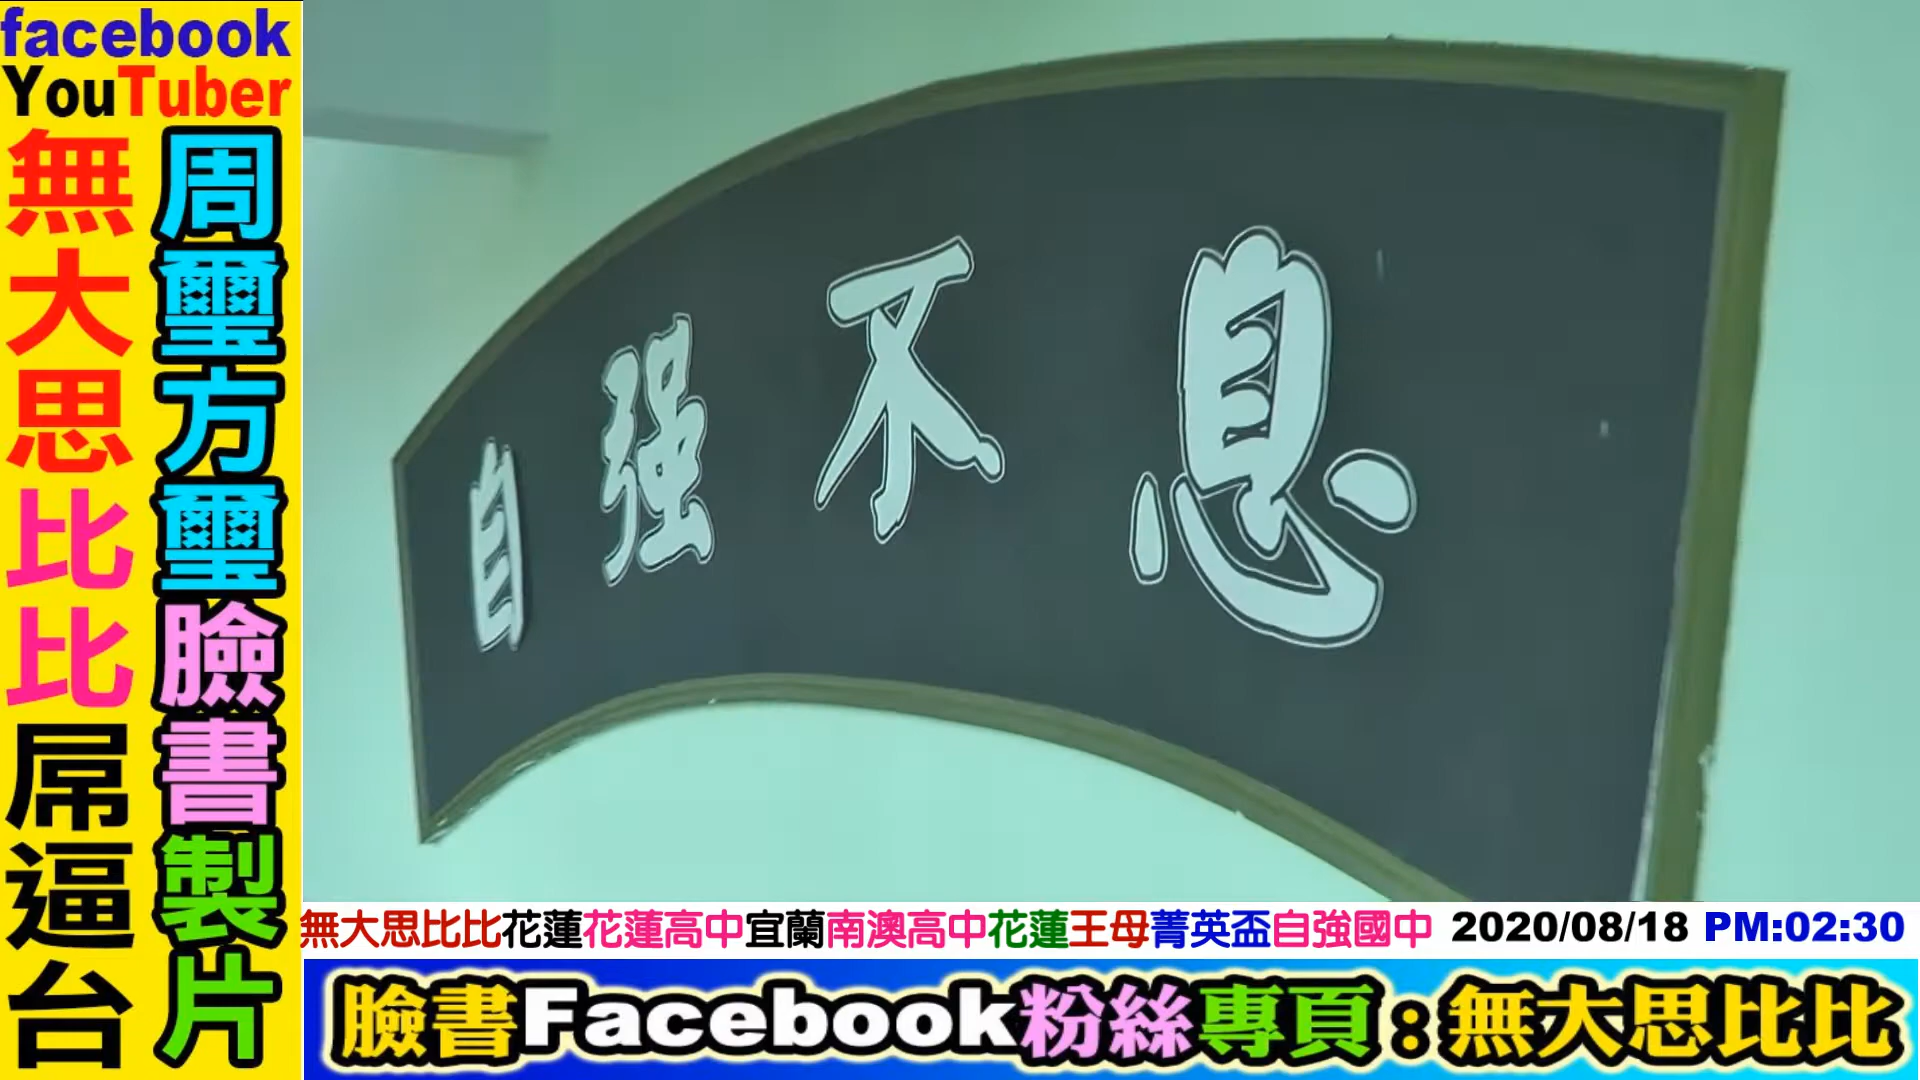 facebook
YouTuber
無大思比比屌逼台
周璽方璽臉書製片
自强不息
無大思比比花蓮花蓮高中宜蘭南澳高中花蓮王母菁英盃自強國中 2020/08/18 PM:02:30
臉書Facebook粉絲專頁：無大思比比